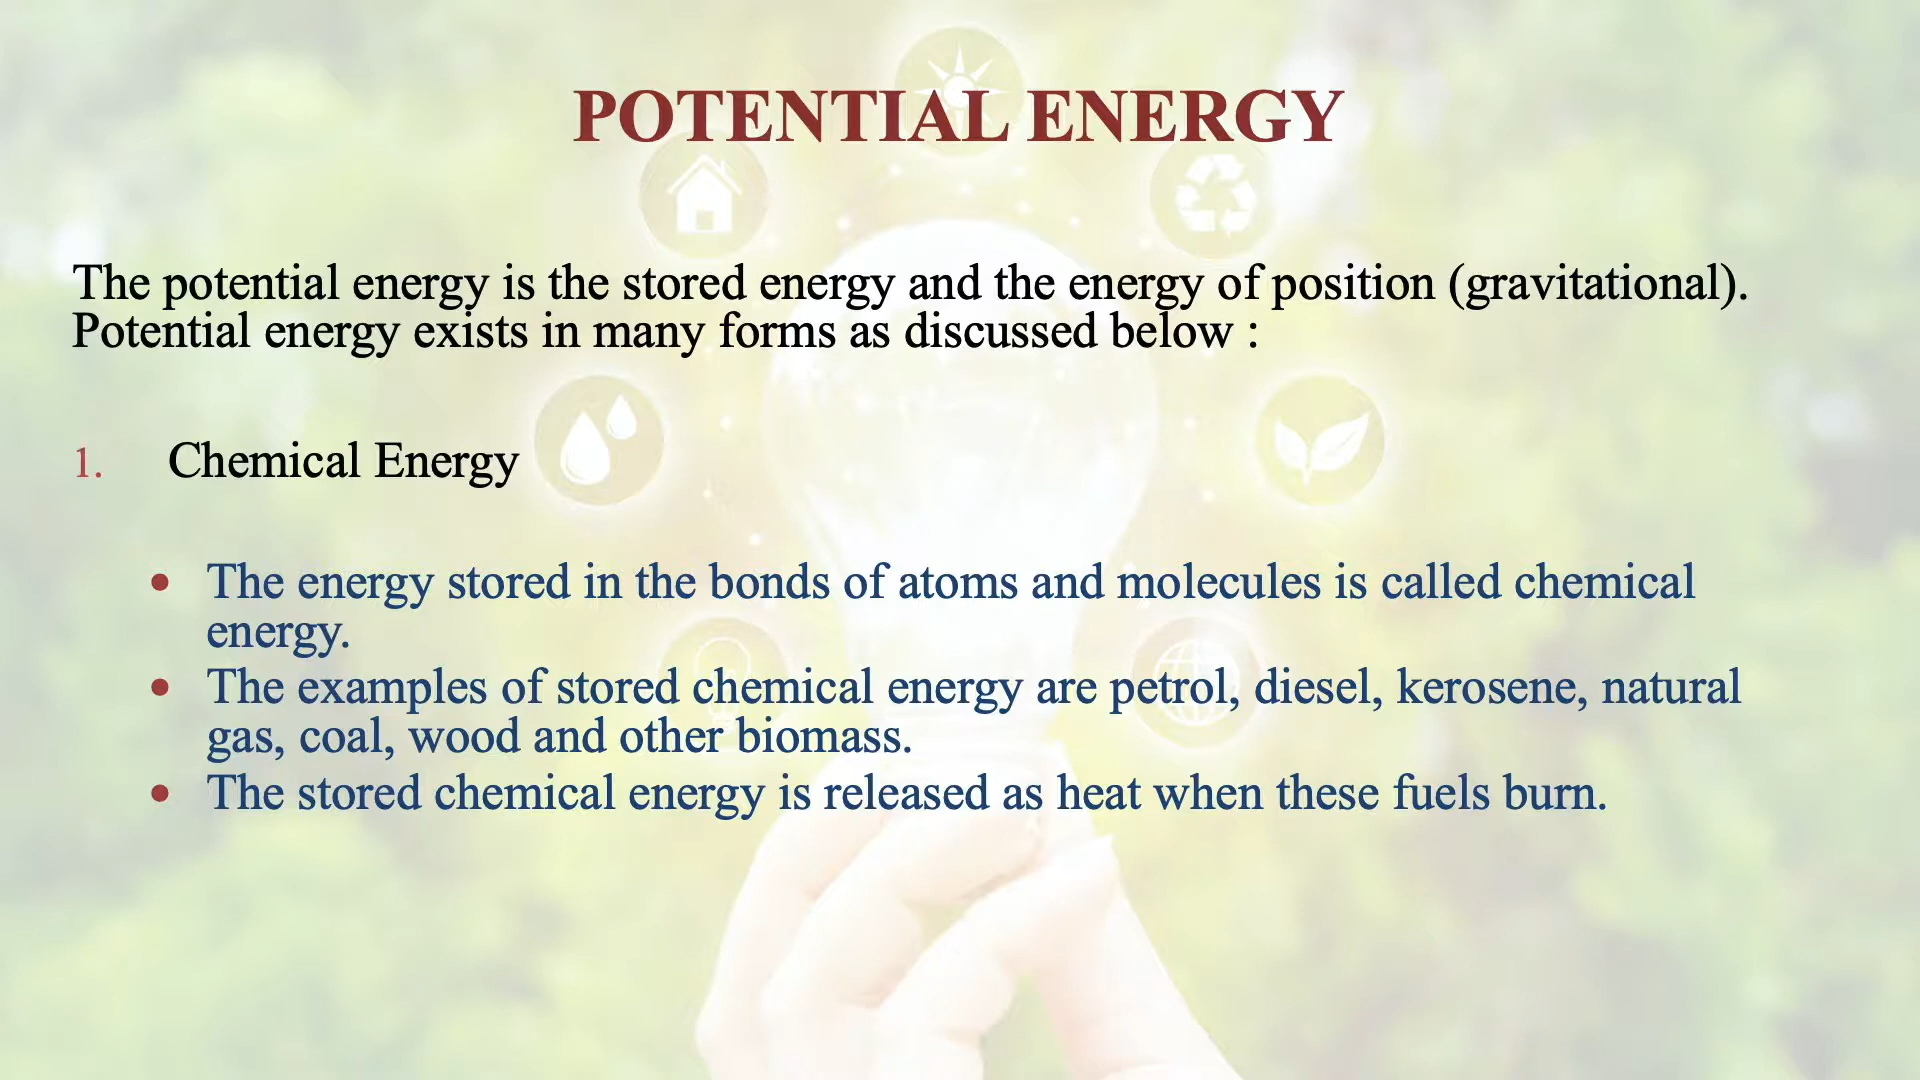 POTENTIAL ENERGY
The potential energy is the stored energy and the energy of position (gravitational).
Potential energy exists in many forms as discussed below :
1. Chemical Energy
• The energy stored in the bonds of atoms and molecules is called chemical
energy.
• The examples of stored chemical energy are petrol, diesel, kerosene, natural
gas, coal, wood and other biomass.
• The stored chemical energy is released as heat when these fuels burn.